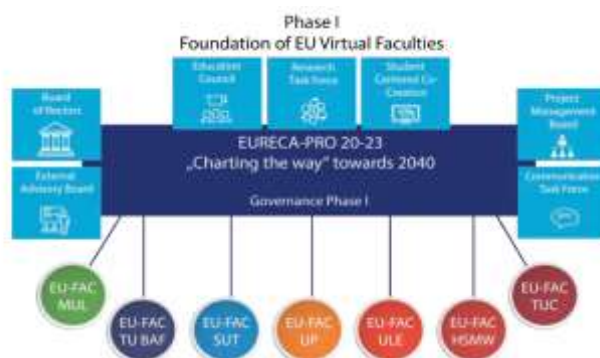 Phase I
Foundation of EU Virtual Faculties
Education
Council
Research
Task Force
Student
Centered Co-
Creation
Board
of Rectors
Project
Management
Board
EURECA-PRO 20-23
„Charting the way“ towards 2040
External
Advisory Board
Communication
Task Force
Governance Phase I
EU-FAC
MUL
EU-FAC
TU BAF
EU-FAC
SUT
EU-FAC
UP
EU-FAC
ULE
EU-FAC
HSMW
EU-FAC
TUC